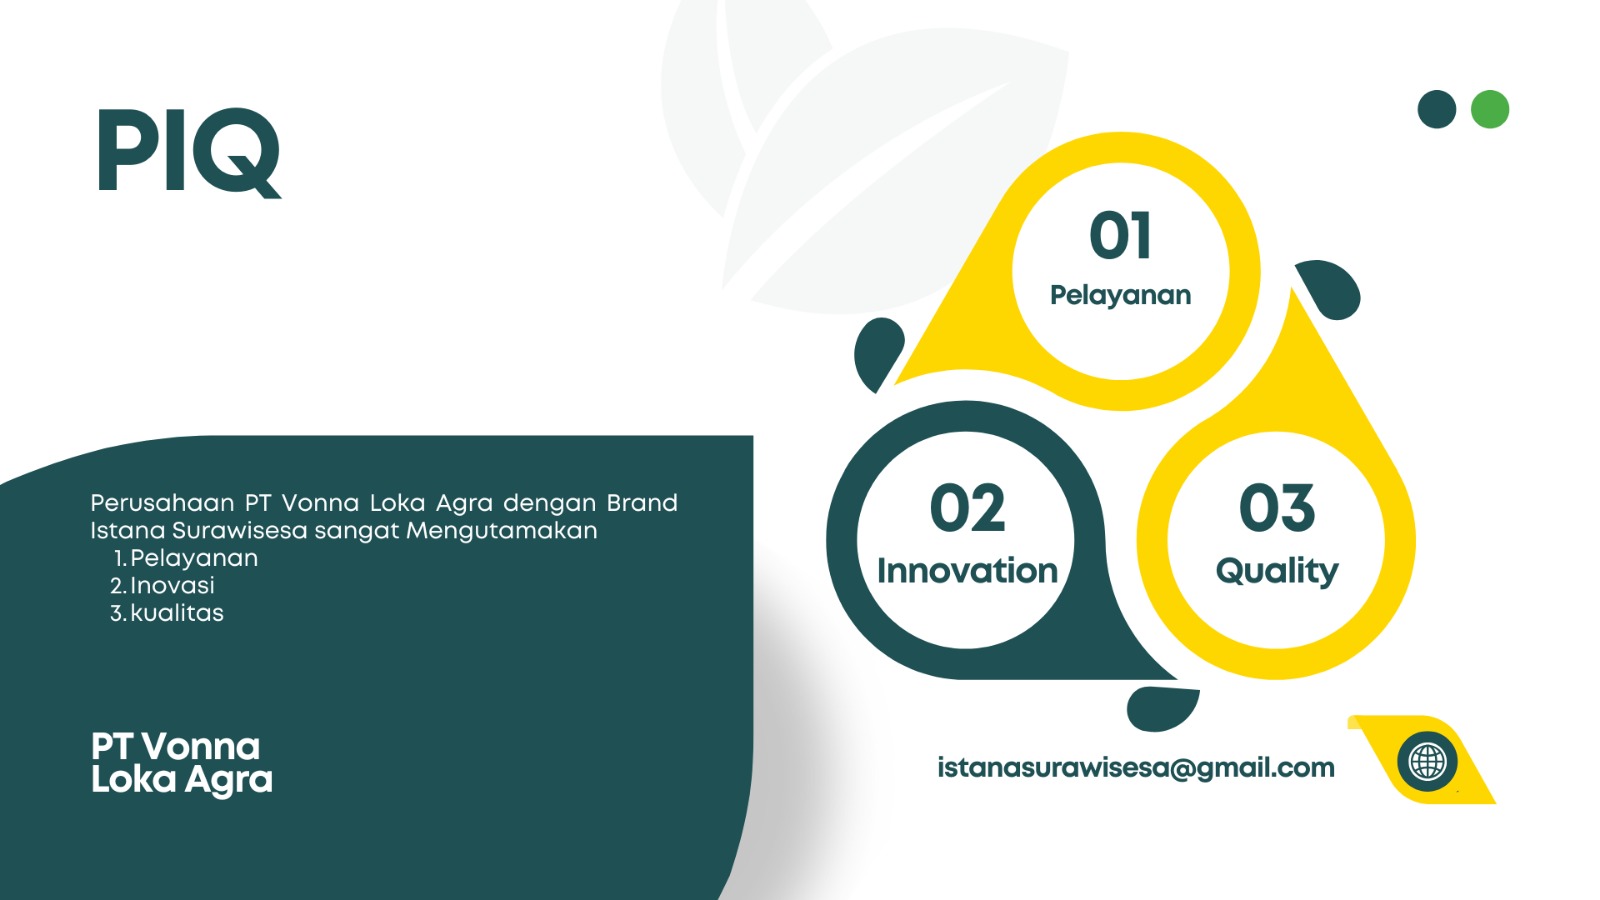 PIQ
01
Pelayanan
02
Innovation
03
Quality
Perusahaan PT Vonna Loka Agra dengan Brand
Istana Surawisesa sangat Mengutamakan
1.Pelayanan
2.Inovasi
3.kualitas
PT Vonna
Loka Agra
istanasurawisesa@gmail.com